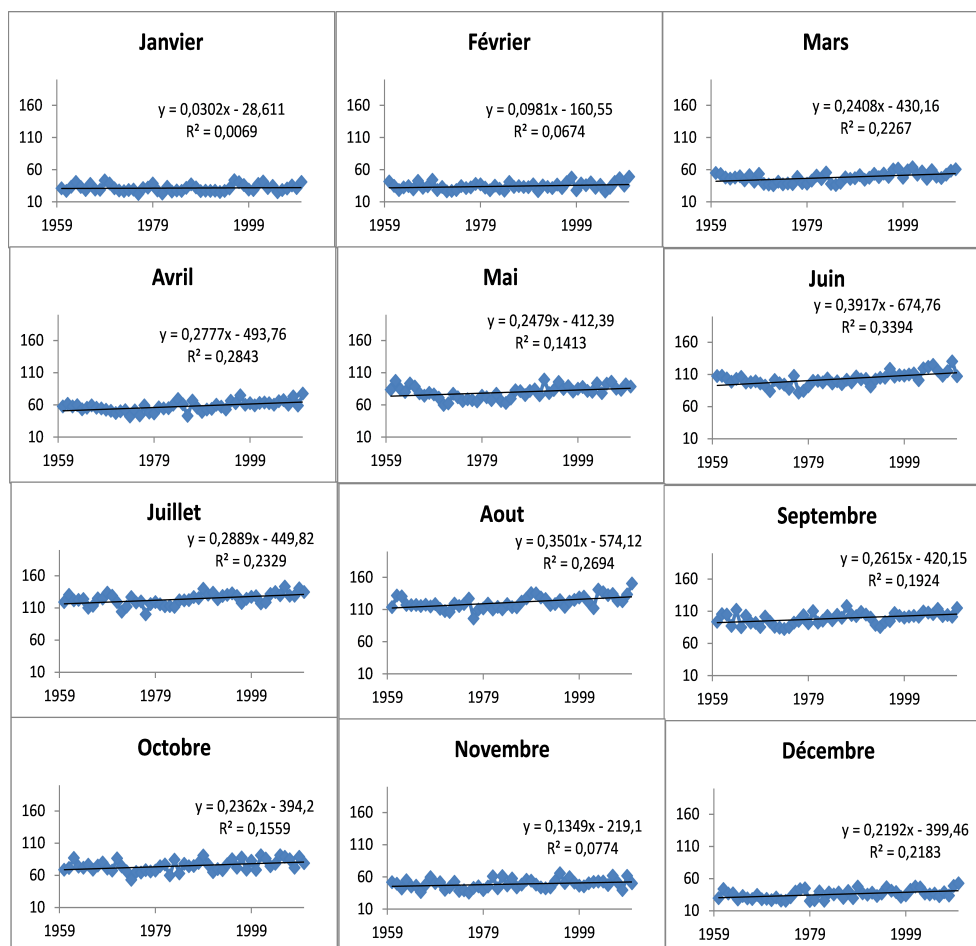 Janvier
y = 0,0302x - 28,611
R² = 0,0069
160
110
60
10
1959
1979
1999
Février
y = 0,0981x - 160,55
R² = 0,0674
160
110
60
10
1959
1979
1999
Mars
y = 0,2408x - 430,16
R² = 0,2267
160
110
60
10
1959
1979
1999
Avril
y = 0,2777x - 493,76
R² = 0,2843
160
110
60
10
1959
1979
1999
Mai
y = 0,2479x - 412,39
R² = 0,1413
160
110
60
10
1959
1979
1999
Juin
y = 0,3917x - 674,76
R² = 0,3394
160
110
60
10
1959
1979
1999
Juillet
y = 0,2889x - 449,82
R² = 0,2329
160
110
60
10
1959
1979
1999
Aout
y = 0,3501x - 574,12
R² = 0,2694
160
110
60
10
1959
1979
1999
Septembre
y = 0,2615x - 420,15
R² = 0,1924
160
110
60
10
1959
1979
1999
Octobre
y = 0,2362x - 394,2
R² = 0,1559
160
110
60
10
1959
1979
1999
Novembre
y = 0,1349x - 219,1
R² = 0,0774
160
110
60
10
1959
1979
1999
Décembre
y = 0,2192x - 399,46
R² = 0,2183
160
110
60
10
1959
1979
1999